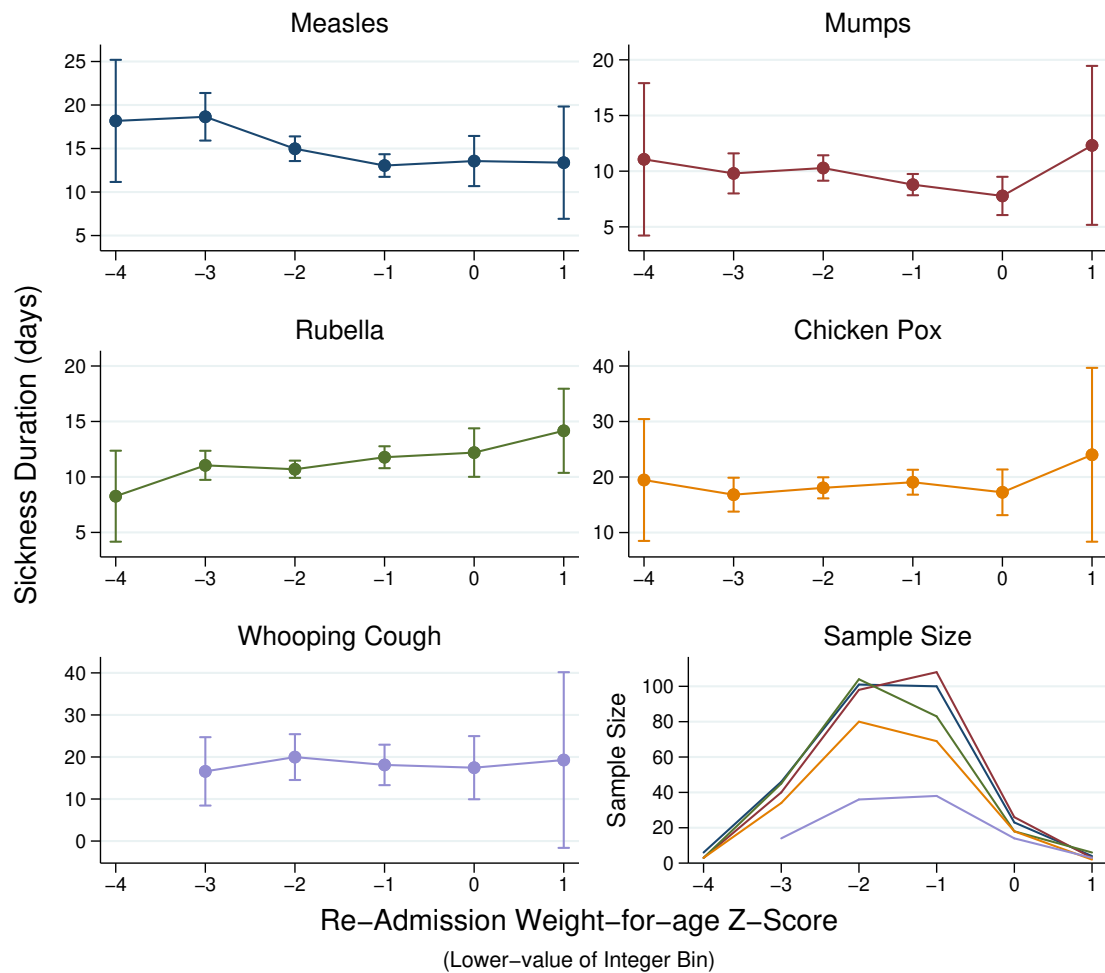 Measles
25
20
15
10
5
−4 −3 −2 −1 0 1
Mumps
20
15
10
5
−4 −3 −2 −1 0 1
Sickness Duration (days)
Rubella
20
15
10
5
−4 −3 −2 −1 0 1
Chicken Pox
40
30
20
10
−4 −3 −2 −1 0 1
Whooping Cough
40
30
20
10
0
−4 −3 −2 −1 0 1
Sample Size
Sample Size
100
80
60
40
20
0
−4 −3 −2 −1 0 1
Re−Admission Weight−for−age Z−Score
(Lower−value of Integer Bin)